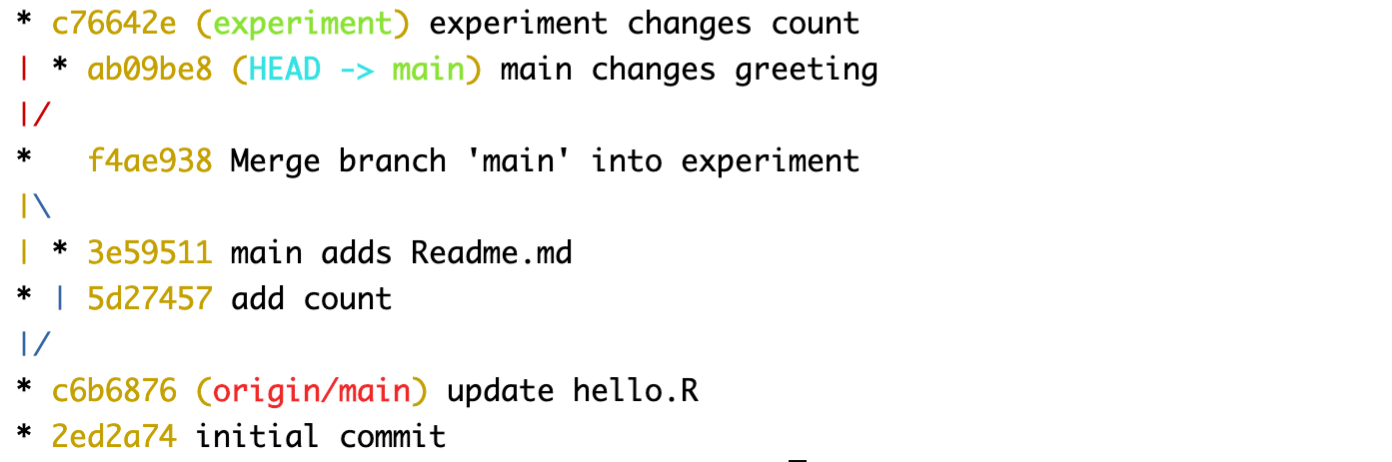 * c76642e (experiment) experiment changes count
| * ab09be8 (HEAD -> main) main changes greeting
|/
*   f4ae938 Merge branch 'main' into experiment
|\
| * 3e59511 main adds Readme.md
* | 5d27457 add count
|/
* c6b6876 (origin/main) update hello.R
* 2ed2a74 initial commit